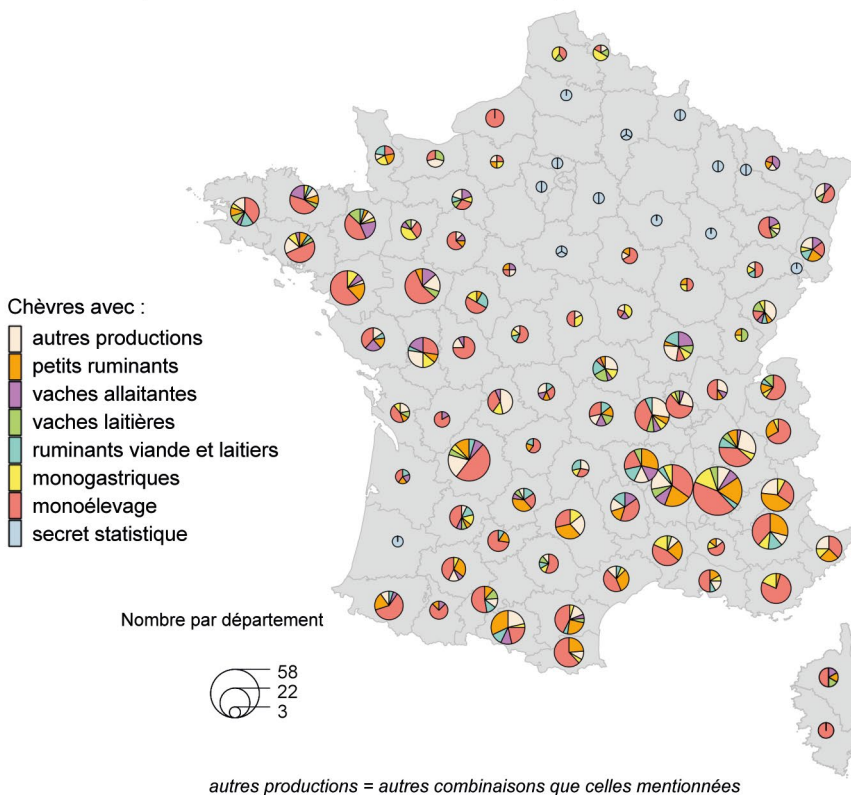 Chèvres avec :
autres productions
petits ruminants
vaches allaitantes
vaches laitières
ruminants viande et laitiers
monogastriques
monoélevage
secret statistique
Nombre par département
58
22
3
autres productions = autres combinaisons que celles mentionnées